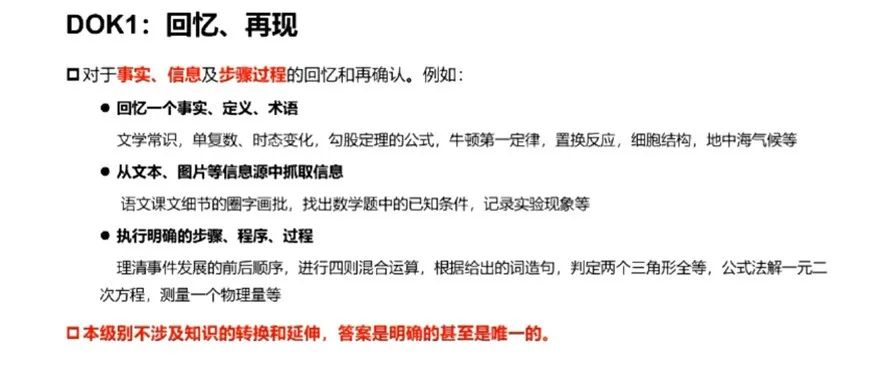 DOK1：回忆、再现
对于事实、信息及步骤过程的回忆和再确认。例如：
● 回忆一个事实、定义、术语
文学常识，单复数、时态变化，勾股定理的公式，牛顿第一定律，置换反应，细胞结构，地中海气候等
● 从文本、图片等信息源中抓取信息
语文课文细节的圈字画批，找出数学题中的已知条件，记录实验现象等
● 执行明确的步骤、程序、过程
理清事件发展的前后顺序，进行四则混合运算，根据给出的词造句，判定两个三角形全等，公式法解一元二
次方程，测量一个物理量等
本级别不涉及知识的转换和延伸，答案是明确的甚至是唯一的。